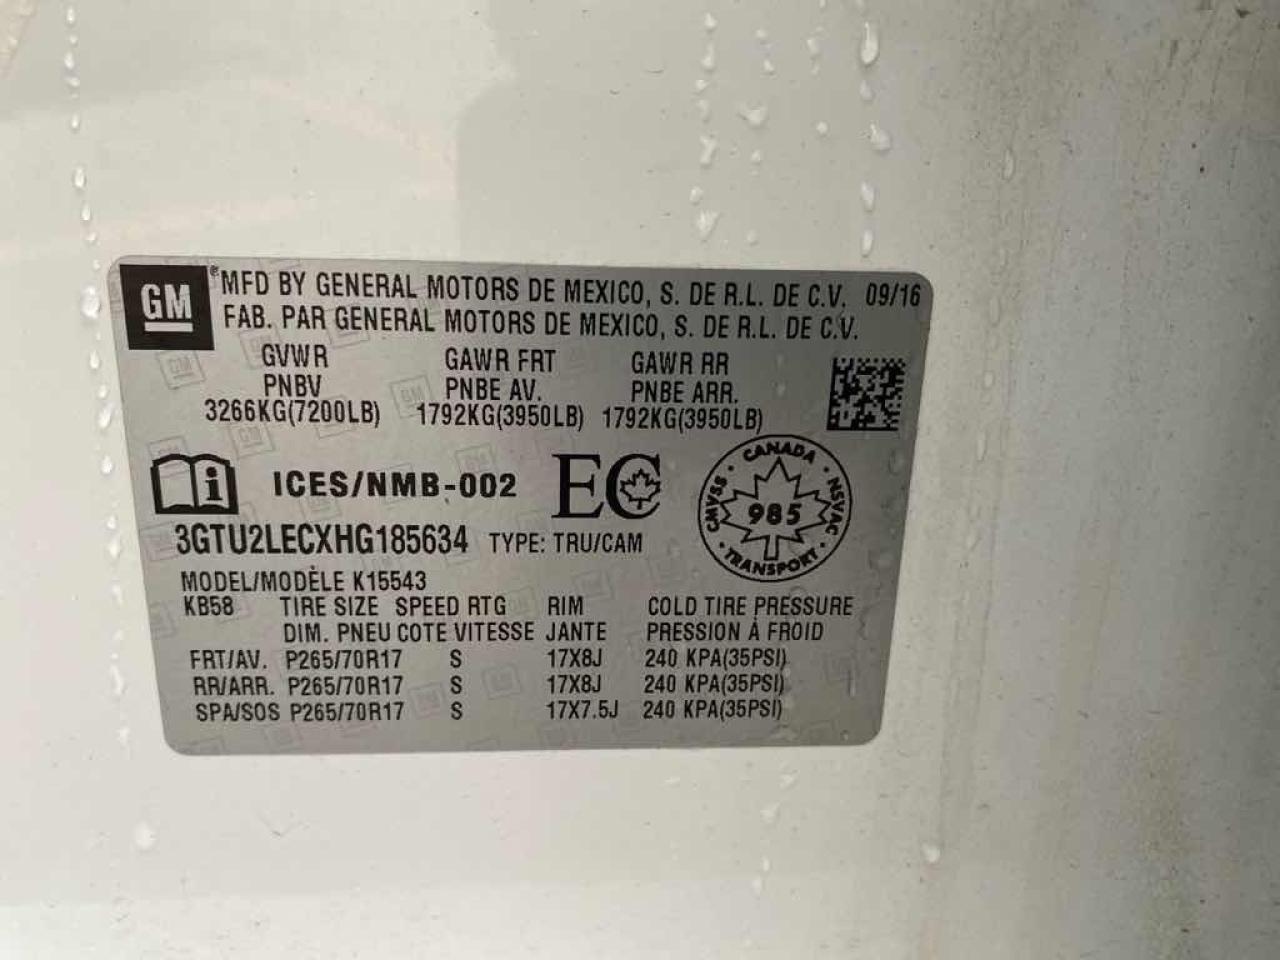 GM ® MFD BY GENERAL MOTORS DE MEXICO, S. DE R.L. DE C.V. 09/16
FAB. PAR GENERAL MOTORS DE MEXICO, S. DE R.L. DE C.V.
GVWR GAWR FRT GAWR RR
PNBV PNBE AV. PNBE ARR.
3266KG(7200LB) 1792KG(3950LB) 1792KG(3950LB)
i ICES/NMB-002 EC
CANADA NSVAC TRANSPORT CMVSS
985
3GTU2LECXHG185634 TYPE: TRU/CAM
MODEL/MODÈLE K15543
KB58 TIRE SIZE SPEED RTG RIM COLD TIRE PRESSURE
DIM. PNEU COTE VITESSE JANTE PRESSION À FROID
FRT/AV. P265/70R17 S 17X8J 240 KPA(35PSI)
RR/ARR. P265/70R17 S 17X8J 240 KPA(35PSI)
SPA/SOS P265/70R17 S 17X7.5J 240 KPA(35PSI)